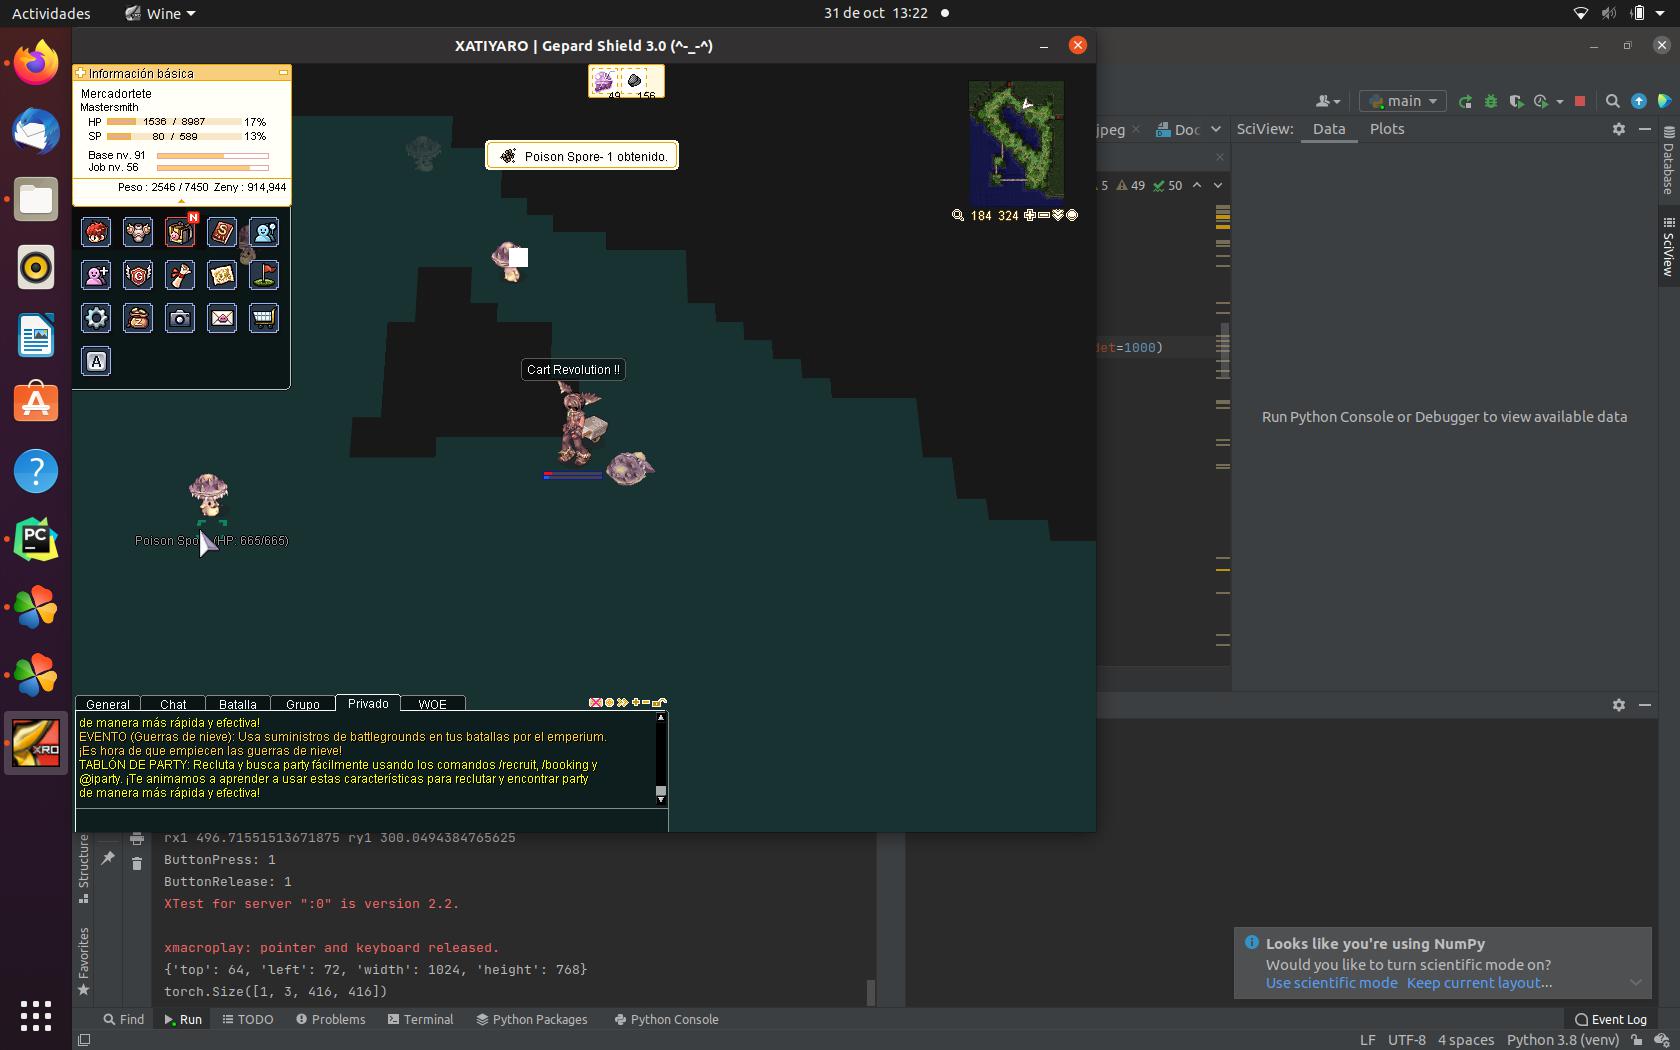 Actividades
Wine
31 de oct 13:22
XATIYARO | Gepard Shield 3.0 (^-_-^)
Información básica
Mercadortete
Mastersmith
HP 1536 / 8987 17%
SP 80 / 589 13%
Base nv. 91
Job nv. 56
Peso : 2546 / 7450 Zeny : 914,944
N
S
G
A
49 156
Poison Spore- 1 obtenido.
184 324
Cart Revolution !!
Poison Spo (HP: 665/665)
General Chat Batalla Grupo Privado WOE
de manera más rápida y efectiva!
EVENTO (Guerras de nieve): Usa suministros de battlegrounds en tus batallas por el emperium.
¡Es hora de que empiecen las guerras de nieve!
TABLÓN DE PARTY: Recluta y busca party fácilmente usando los comandos /recruit, /booking y
@iparty. ¡Te animamos a aprender a usar estas características para reclutar y encontrar party
de manera más rápida y efectiva!
main
jpeg Doc
SciView: Data Plots
5 49 50
det=1000)
Run Python Console or Debugger to view available data
Database
SciView
PC
XRO
Structure
Favorites
rx1 496.71551513671875 ry1 300.0494384765625
ButtonPress: 1
ButtonRelease: 1
XTest for server ":0" is version 2.2.
xmacroplay: pointer and keyboard released.
{'top': 64, 'left': 72, 'width': 1024, 'height': 768}
torch.Size([1, 3, 416, 416])
Looks like you're using NumPy
Would you like to turn scientific mode on?
Use scientific mode Keep current layout...
Find Run TODO Problems Terminal Python Packages Python Console
Event Log
LF UTF-8 4 spaces Python 3.8 (venv)